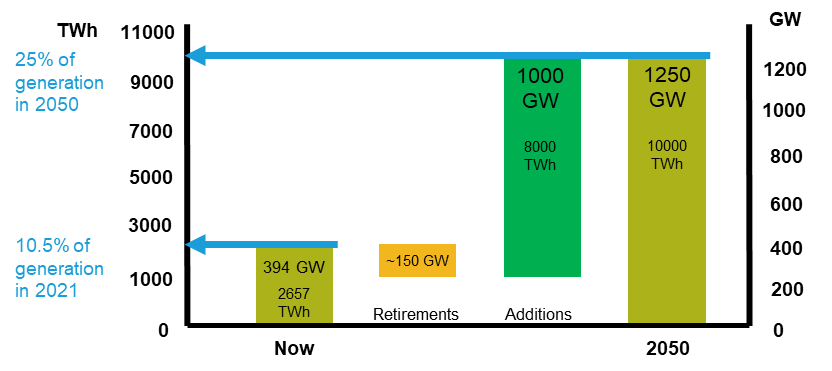 TWh
11000
GW
25% of
generation
in 2050
9000
7000
5000
3000
1000
0
10.5% of
generation
in 2021
1000
GW
8000
TWh
1250
GW
10000
TWh
394 GW
2657
TWh
~150 GW
Retirements
Additions
1200
1000
800
600
400
200
0
Now
2050